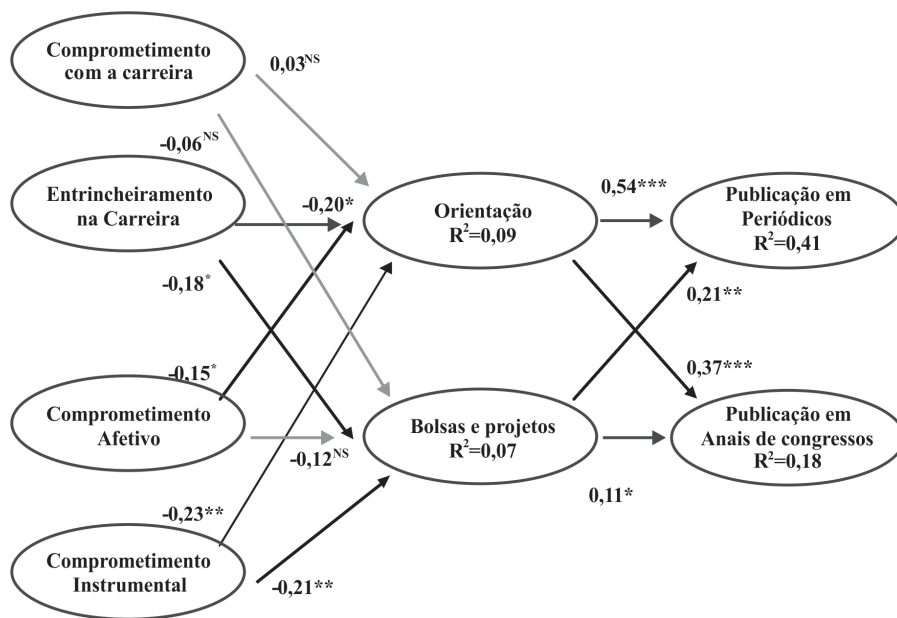 Comprometimento
com a carreira
0,03NS
-0,06NS
Entrincheiramento
na Carreira
-0,20*
Orientação
R2=0,09
0,54***
Publicação em
Periódicos
R2=0,41
-0,18*
0,21**
-0,15*
0,37***
Comprometimento
Afetivo
-0,12NS
Bolsas e projetos
R2=0,07
Publicação em
Anais de congressos
R2=0,18
0,11*
-0,23**
Comprometimento
Instrumental
-0,21**